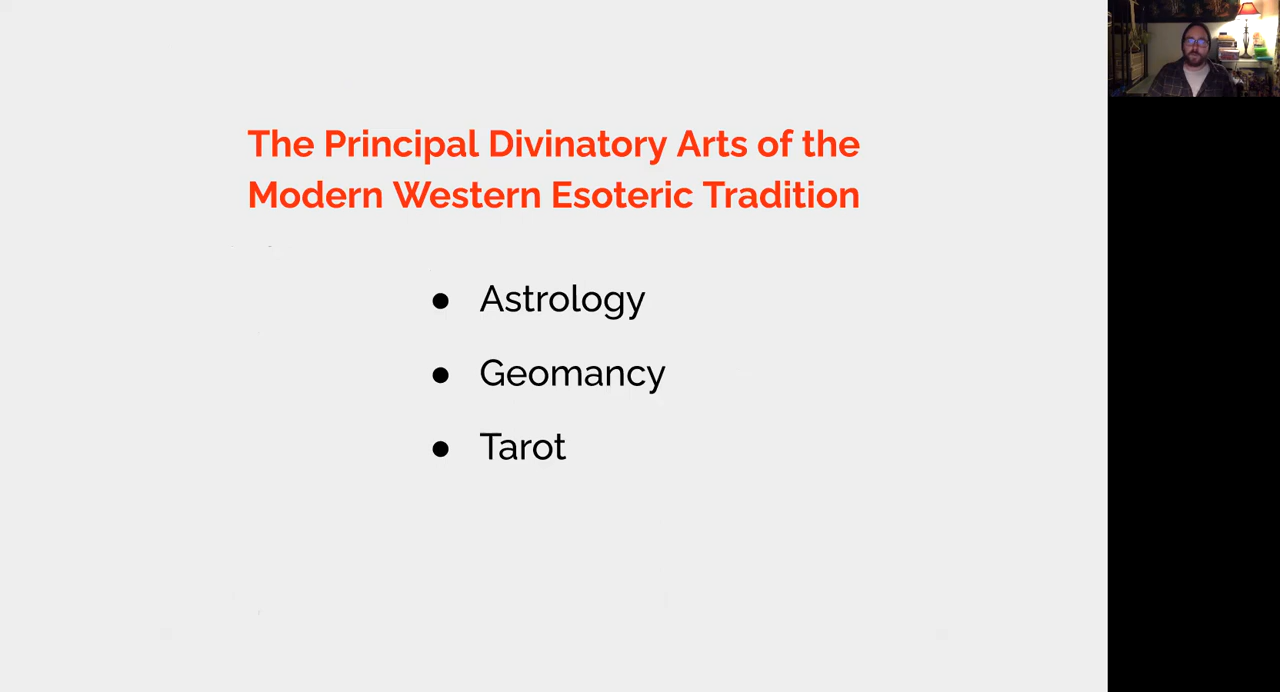 The Principal Divinatory Arts of the
Modern Western Esoteric Tradition
● Astrology
● Geomancy
● Tarot